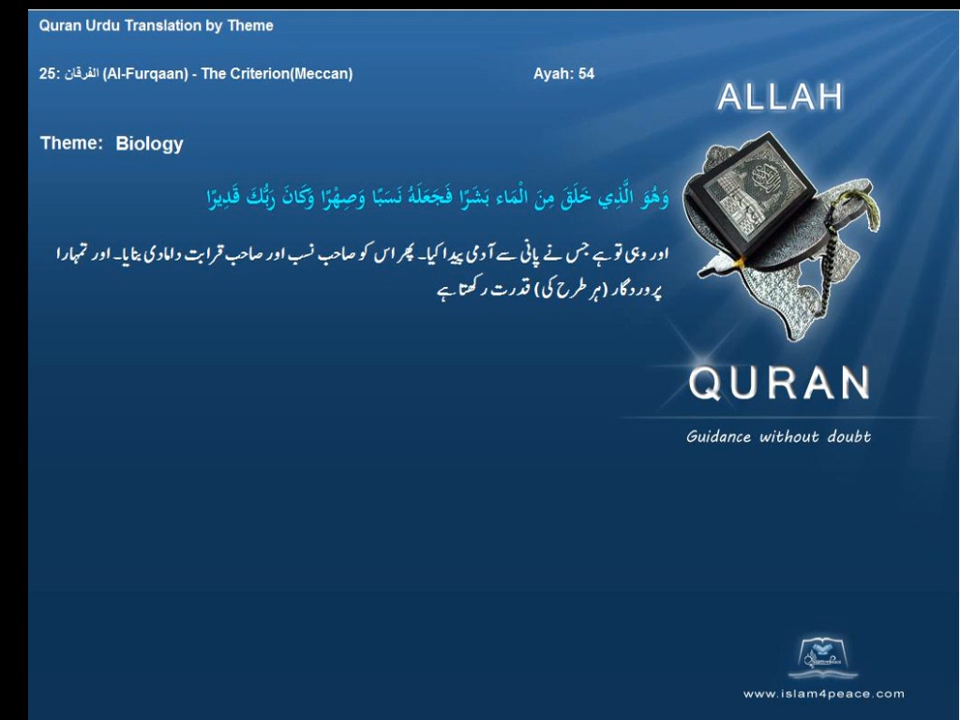 Quran Urdu Translation by Theme
25: الفرقان (Al-Furqaan) - The Criterion(Meccan) Ayah: 54
ALLAH
Theme: Biology
وَهُوَ الَّذِي خَلَقَ مِنَ الْمَاء بَشَرًا فَجَعَلَهُ نَسَبًا وَصِهْرًا وَكَانَ رَبُّكَ قَدِيرًا
اور وہی تو ہے جس نے پانی سے آدمی پیدا کیا۔ پھر اس کو صاحب نسب اور صاحب قرابت دامادی بنایا۔ اور تمہارا
پروردگار (ہر طرح کی) قدرت رکھتا ہے
QURAN
Guidance without doubt
www.islam4peace.com